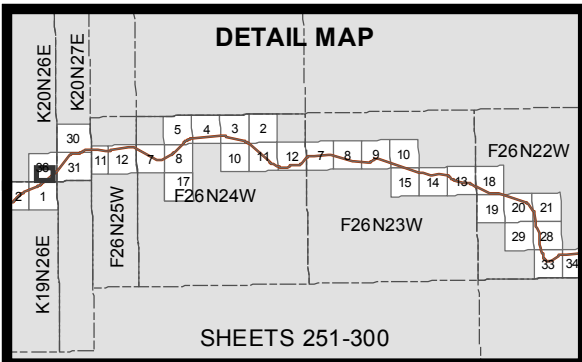 DETAIL MAP
K20N26E
K20N27E
5 4 3 2
30
11 12 7 8 10 11 12 7 8 9 10
F26N22W
31
36
17
F26N24W
15 14 13 18
2 1
19 20 21
F26N25W
F26N23W
K19N26E
29 28
33 34
SHEETS 251-300